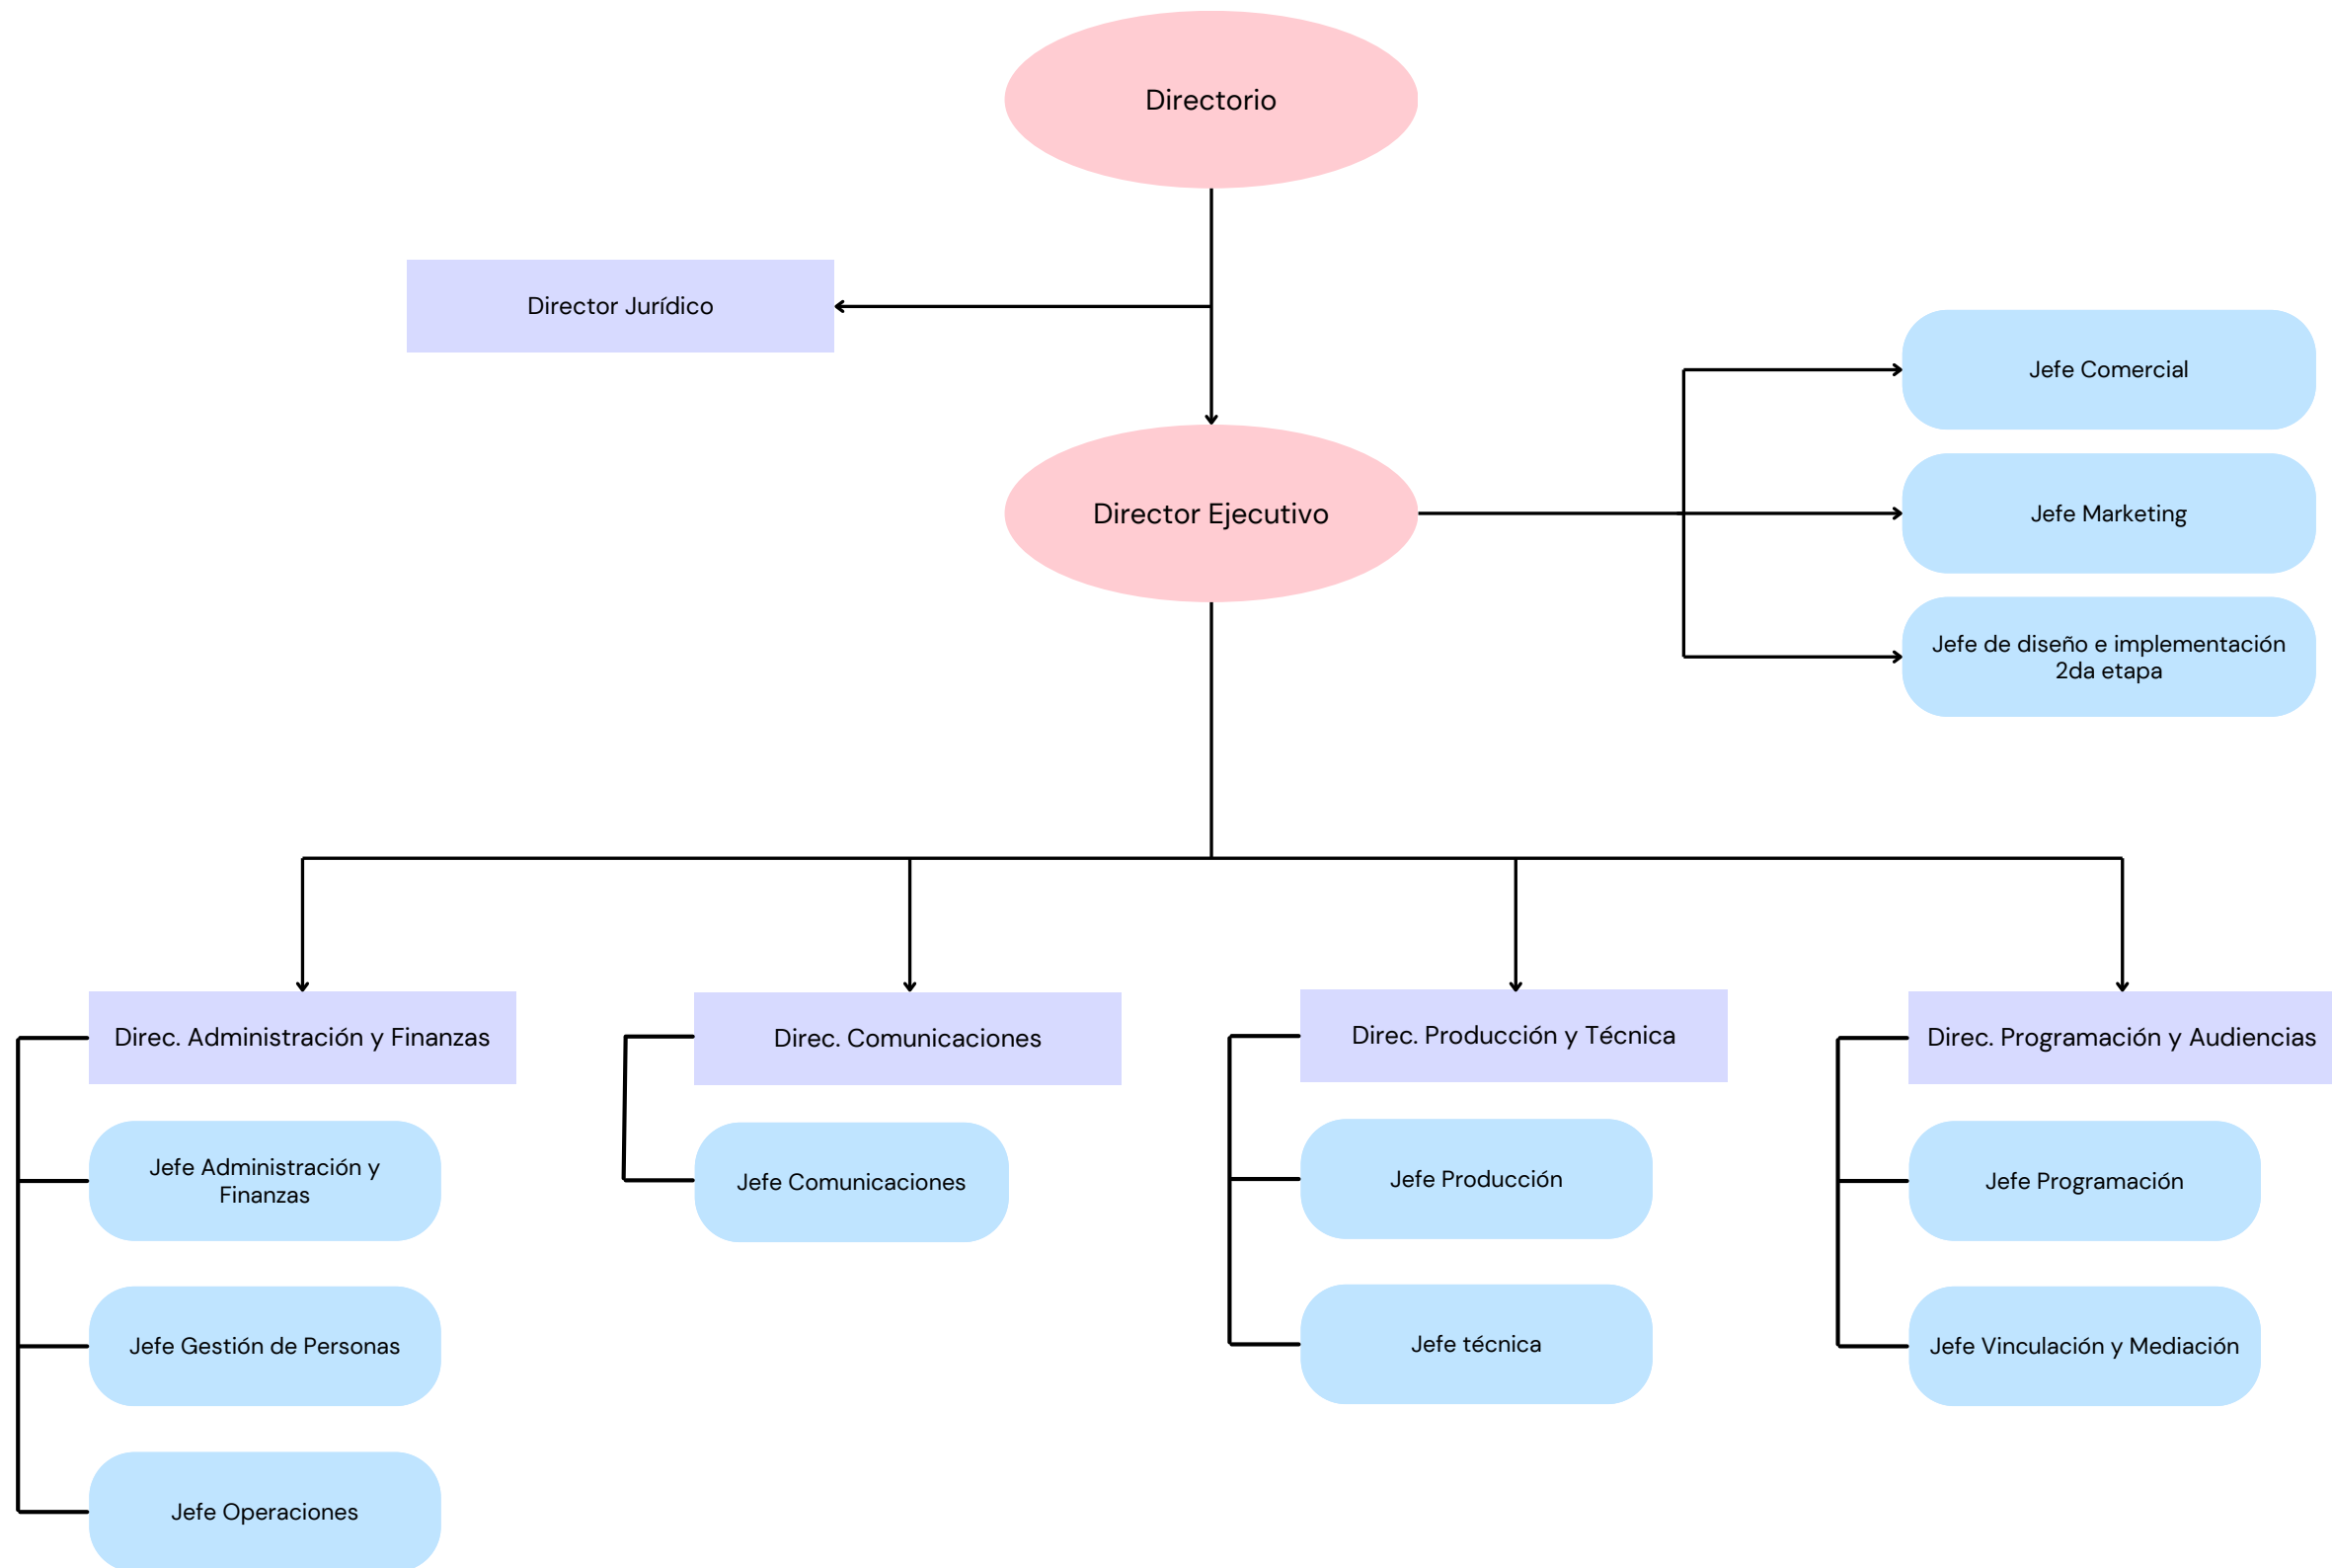 Directorio
Director Jurídico
Jefe Comercial
Director Ejecutivo
Jefe Marketing
Jefe de diseño e implementación
2da etapa
Direc. Administración y Finanzas
Jefe Administración y
Finanzas
Jefe Gestión de Personas
Jefe Operaciones
Direc. Comunicaciones
Jefe Comunicaciones
Direc. Producción y Técnica
Jefe Producción
Jefe técnica
Direc. Programación y Audiencias
Jefe Programación
Jefe Vinculación y Mediación